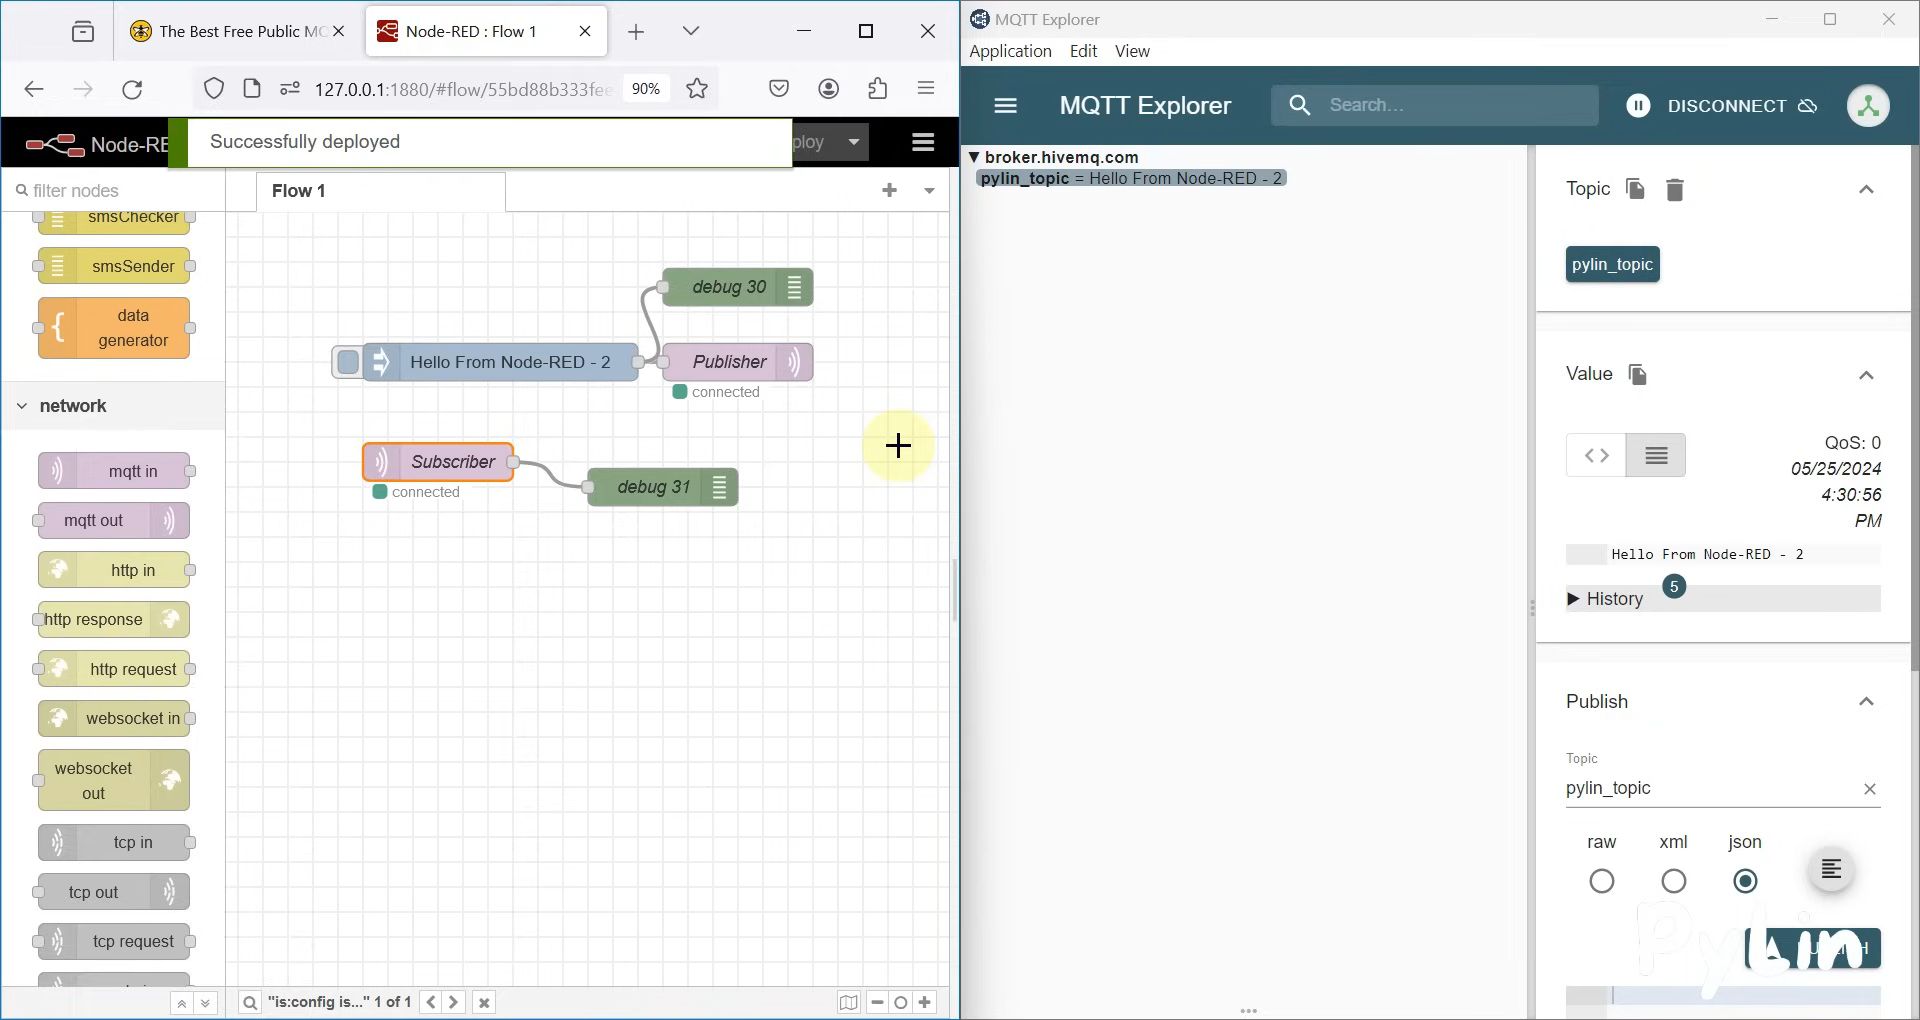 The Best Free Public MQ
Node-RED : Flow 1
127.0.0.1:1880/#flow/55bd88b333fee
90%
Node-RE
Successfully deployed
ploy
filter nodes
Flow 1
smsChecker
smsSender
data
generator
network
mqtt in
mqtt out
http in
http response
http request
websocket in
websocket
out
tcp in
tcp out
tcp request
debug 30
Hello From Node-RED - 2
Publisher
connected
Subscriber
connected
debug 31
"is:config is..." 1 of 1
MQTT Explorer
Application Edit View
MQTT Explorer
Search...
DISCONNECT
broker.hivemq.com
pylin_topic = Hello From Node-RED - 2
Topic
pylin_topic
Value
QoS: 0
05/25/2024
4:30:56
PM
Hello From Node-RED - 2
History
5
Publish
Topic
pylin_topic
raw xml json
PyLin